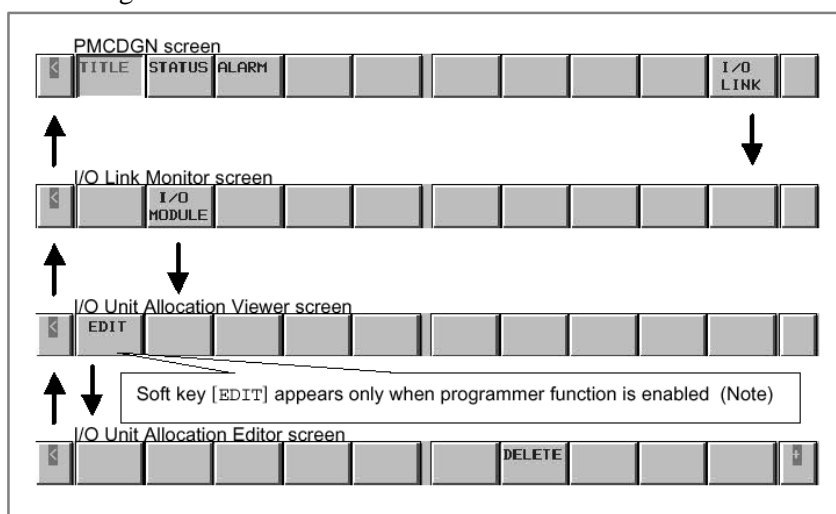 PMCDGN screen
< TITLE STATUS ALARM I/O
LINK
I/O Link Monitor screen
< I/O
MODULE
I/O Unit Allocation Viewer screen
< EDIT
Soft key [EDIT] appears only when programmer function is enabled (Note)
I/O Unit Allocation Editor screen
< DELETE +